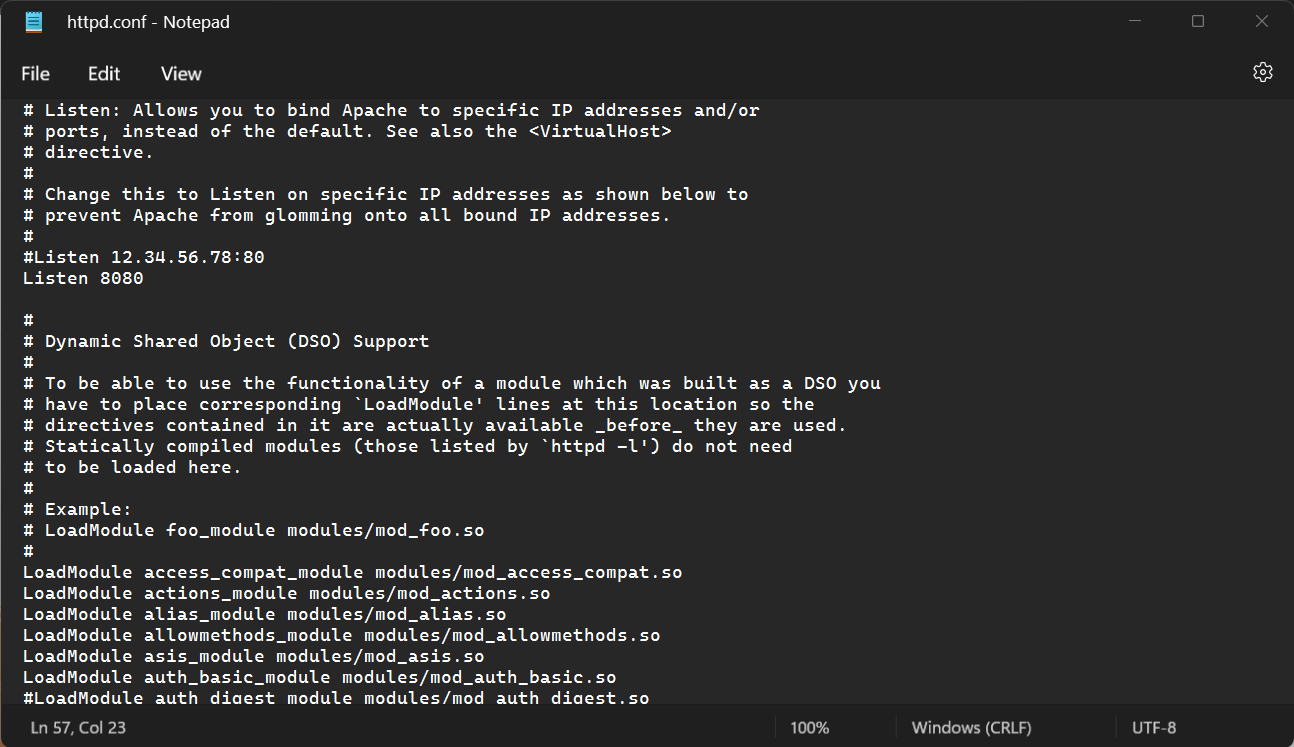 httpd.conf - Notepad
File Edit View
# Listen: Allows you to bind Apache to specific IP addresses and/or
# ports, instead of the default. See also the <VirtualHost>
# directive.
#
# Change this to Listen on specific IP addresses as shown below to
# prevent Apache from glomming onto all bound IP addresses.
#
#Listen 12.34.56.78:80
Listen 8080

#
# Dynamic Shared Object (DSO) Support
#
# To be able to use the functionality of a module which was built as a DSO you
# have to place corresponding `LoadModule' lines at this location so the
# directives contained in it are actually available _before_ they are used.
# Statically compiled modules (those listed by `httpd -l') do not need
# to be loaded here.
#
# Example:
# LoadModule foo_module modules/mod_foo.so
#
LoadModule access_compat_module modules/mod_access_compat.so
LoadModule actions_module modules/mod_actions.so
LoadModule alias_module modules/mod_alias.so
LoadModule allowmethods_module modules/mod_allowmethods.so
LoadModule asis_module modules/mod_asis.so
LoadModule auth_basic_module modules/mod_auth_basic.so
#LoadModule auth_digest_module modules/mod_auth_digest.so
Ln 57, Col 23 100% Windows (CRLF) UTF-8